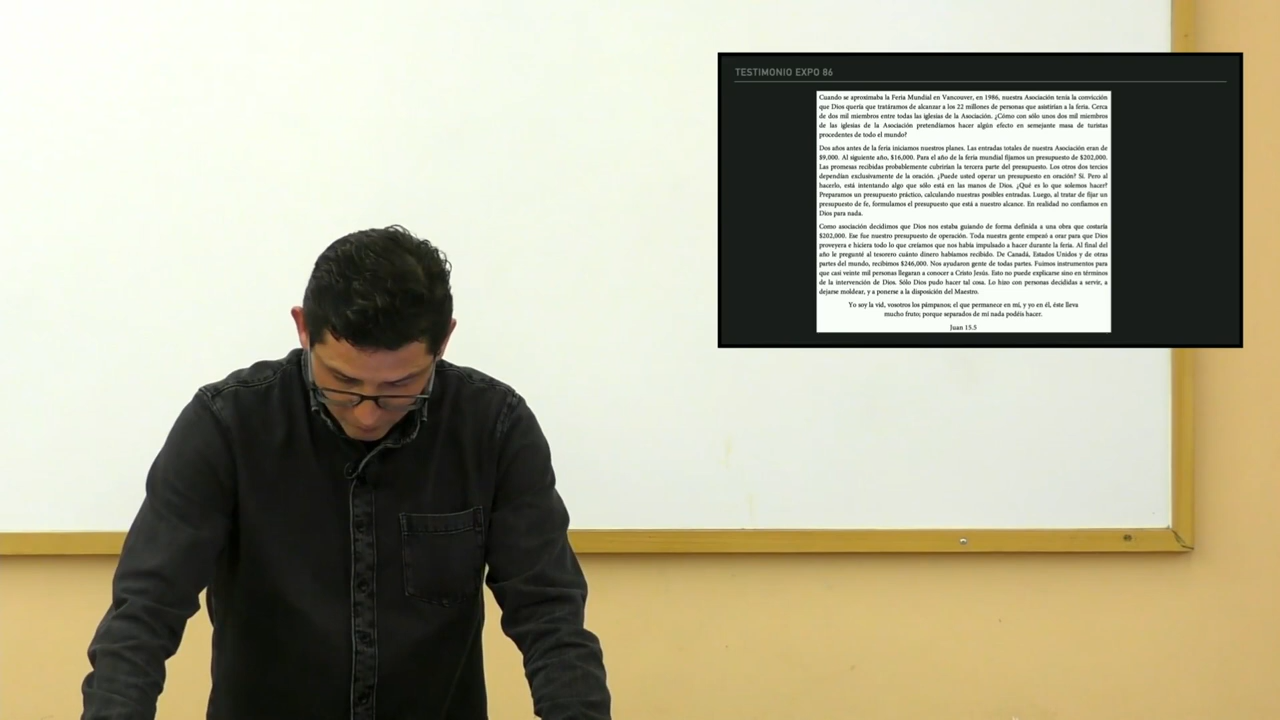 TESTIMONIO EXPO 86
Cuando se aproximaba la Feria Mundial en Vancouver, en 1986, nuestra Asociación tenía la convicción
que Dios quería que tratáramos de alcanzar a los 22 millones de personas que asistirían a la feria. Cerca
de dos mil miembros entre todas las iglesias de la Asociación. ¿Cómo con sólo unos dos mil miembros
de las iglesias de la Asociación pretendíamos hacer algún efecto en semejante masa de turistas
procedentes de todo el mundo?
Dos años antes de la feria iniciamos nuestros planes. Las entradas totales de nuestra Asociación eran de
$9,000. Al siguiente año, $16,000. Para el año de la feria mundial fijamos un presupuesto de $202,000.
Las promesas recibidas probablemente cubrirían la tercera parte del presupuesto. Los otros dos tercios
dependían exclusivamente de la oración. ¿Puede usted operar un presupuesto en oración? Sí. Pero al
hacerlo, está intentando algo que sólo está en las manos de Dios. ¿Qué es lo que solemos hacer?
Preparamos un presupuesto práctico, calculando nuestras posibles entradas. Luego, al tratar de fijar un
presupuesto de fe, formulamos el presupuesto que está a nuestro alcance. En realidad no confiamos en
Dios para nada.
Como asociación decidimos que Dios nos estaba guiando de forma definida a una obra que costaría
$202,000. Ese fue nuestro presupuesto de operación. Toda nuestra gente empezó a orar para que Dios
proveyera e hiciera todo lo que creíamos que nos había impulsado a hacer durante la feria. Al final del
año le pregunté al tesorero cuánto dinero habíamos recibido. De Canadá, Estados Unidos y de otras
partes del mundo, recibimos $246,000. Nos ayudaron gente de todas partes. Fuimos instrumentos para
que casi veinte mil personas llegaran a conocer a Cristo Jesús. Esto no puede explicarse sino en términos
de la intervención de Dios. Sólo Dios pudo hacer tal cosa. Lo hizo con personas decididas a servir, a
dejarse moldear, y a ponerse a la disposición del Maestro.
Yo soy la vid, vosotros los pámpanos; el que permanece en mí, y yo en él, éste lleva
mucho fruto; porque separados de mí nada podéis hacer.
Juan 15.5